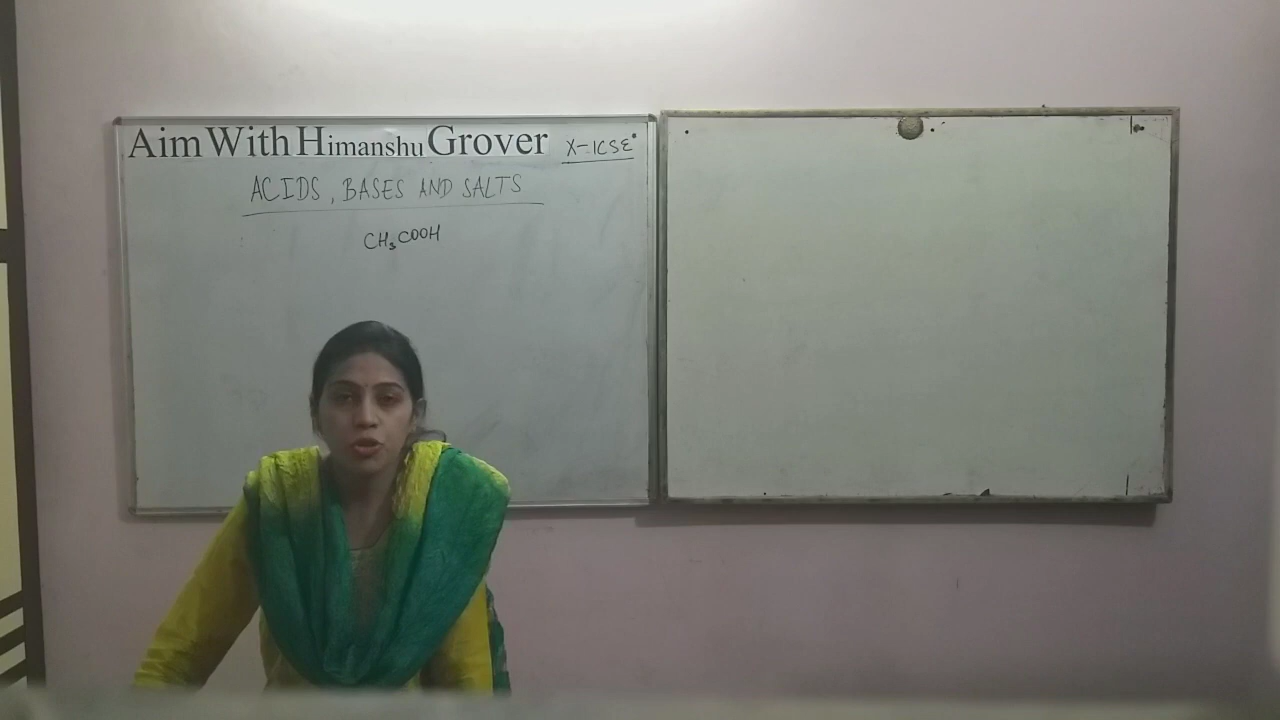 Aim With Himanshu Grover X-ICSE
ACIDS, BASES AND SALTS
CH₃COOH